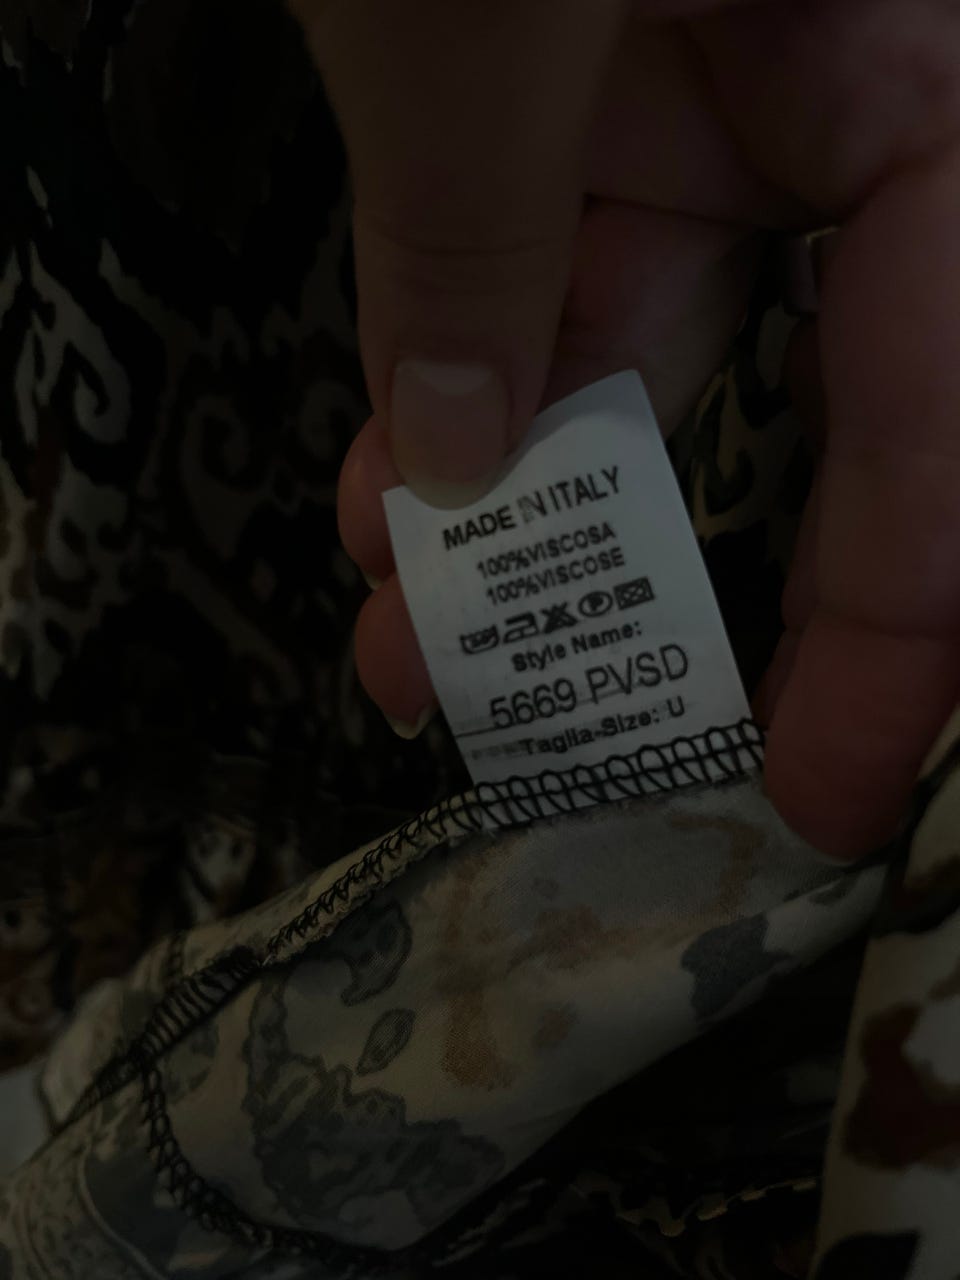 MADE IN ITALY
100%VISCOSA
100%VISCOSE
Style Name:
5669 PVSD
Taglia-Size: U